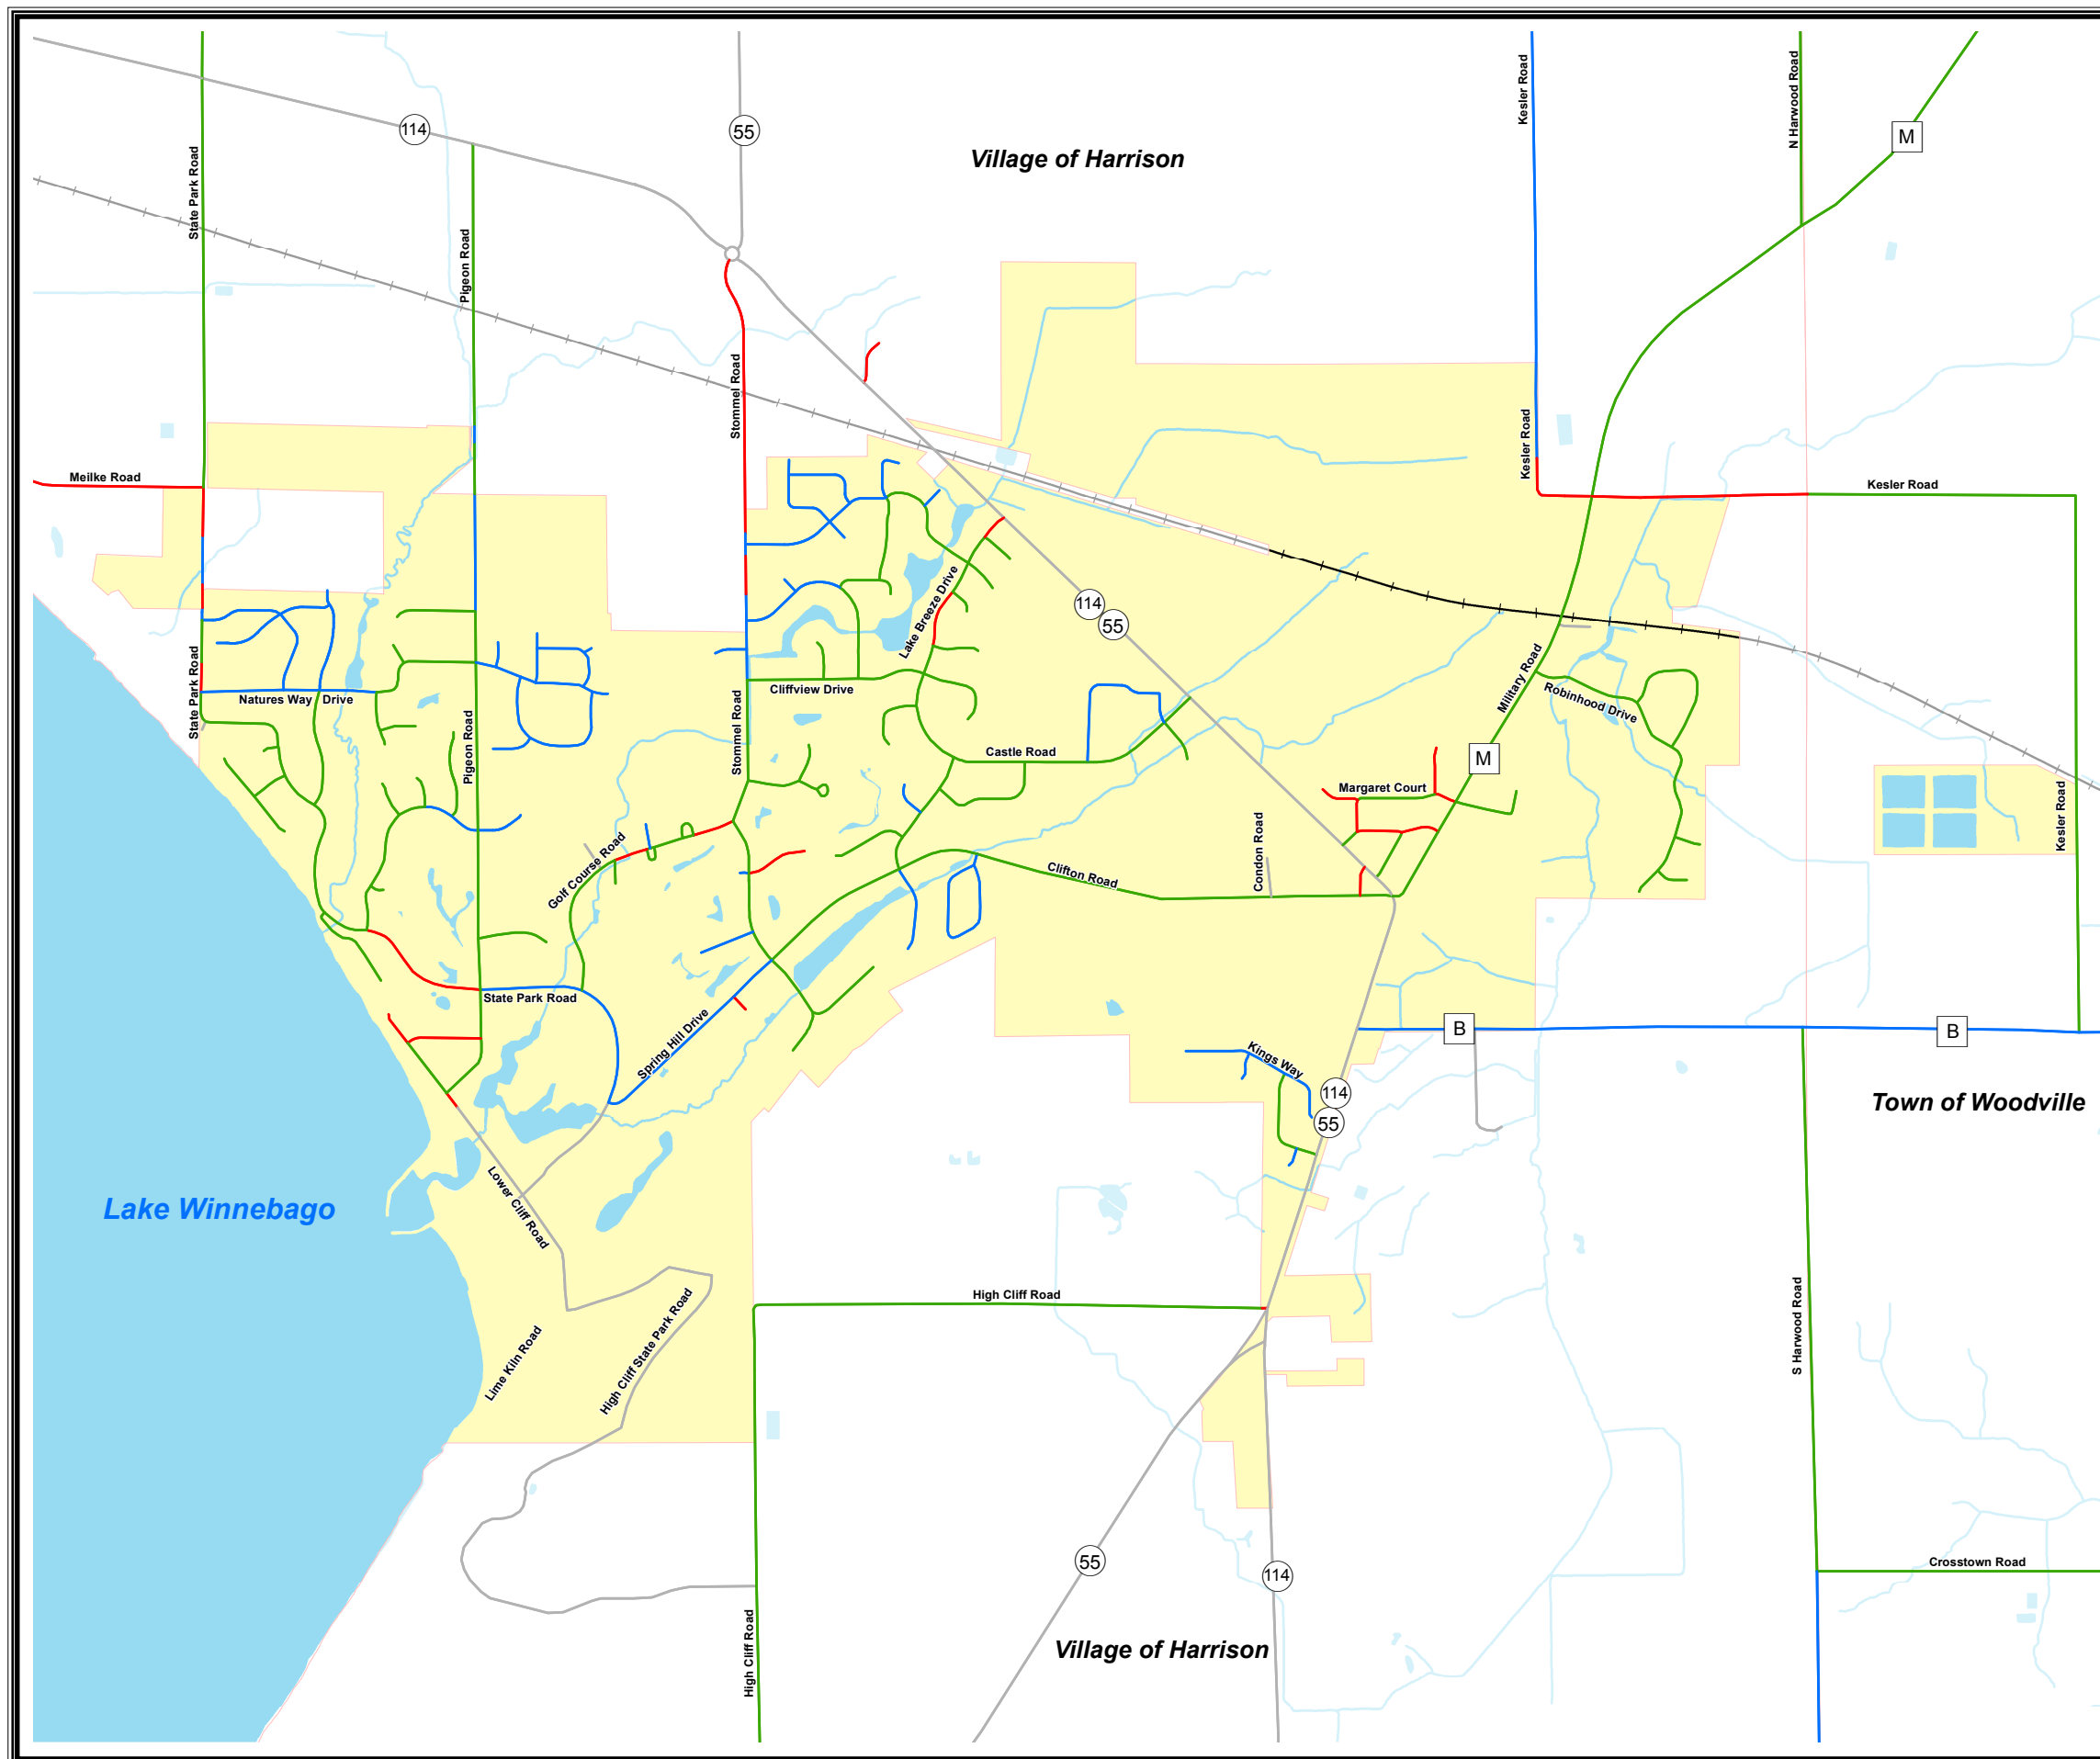 114
55
Village of Harrison
Kesler Road
N Harwood Road
M
State Park Road
Pigeon Road
Stommel Road
Kesler Road
Meilke Road
Kesler Road
Lake Breeze Drive
114
55
State Park Road
Natures Way Drive
Cliffview Drive
Stommel Road
Pigeon Road
Castle Road
Military Road
Robinhood Drive
M
Margaret Court
Kesler Road
Golf Course Road
Clifton Road
Condon Road
State Park Road
Spring Hill Drive
Kings Way
B
B
114
55
Town of Woodville
Lake Winnebago
Lower Cliff Road
High Cliff Road
Lime Kiln Road
High Cliff State Park Road
S Harwood Road
55
114
Crosstown Road
High Cliff Road
Village of Harrison